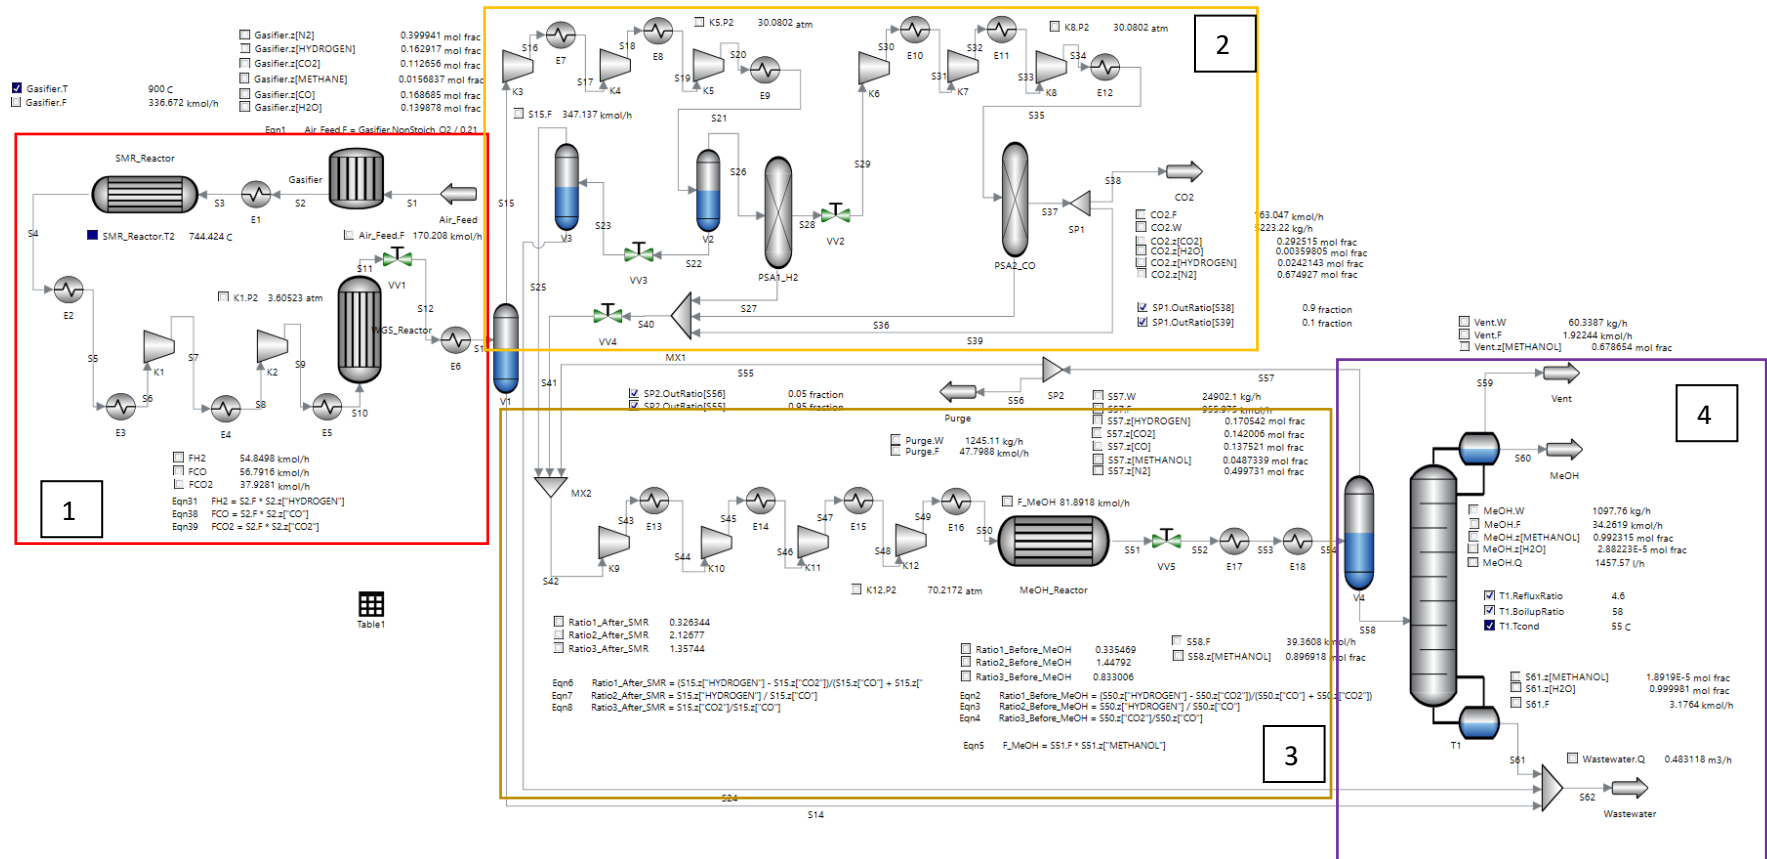 Gasifier.T 900 C
Gasifier.F 336.672 kmol/h
Gasifier.z[N2] 0.399941 mol frac
Gasifier.z[HYDROGEN] 0.162917 mol frac
Gasifier.z[CO2] 0.112656 mol frac
Gasifier.z[METHANE] 0.0156837 mol frac
Gasifier.z[CO] 0.168685 mol frac
Gasifier.z[H2O] 0.139878 mol frac
Eqn1 Air_Feed.F = Gasifier.NonStoich_O2 / 0.21
SMR_Reactor
Gasifier
S4
S3
E1
S2
S1
Air_Feed
SMR_Reactor.T2 744.424 C
Air_Feed.F 170.208 kmol/h
E2
S11
VV1
S12
K1.P2 3.60523 atm
WGS_Reactor
E6
S5
K1
S7
K2
S9
S6
S8
S10
E3
E4
E5
FH2 54.8498 kmol/h
FCO 56.7916 kmol/h
FCO2 37.9281 kmol/h
Eqn31 FH2 = S2.F * S2.z["HYDROGEN"]
Eqn38 FCO = S2.F * S2.z["CO"]
Eqn39 FCO2 = S2.F * S2.z["CO2"]
1
Table1
2
K5.P2 30.0802 atm
K8.P2 30.0802 atm
S16
E7
S18
E8
S20
E9
S30
E10
S32
E11
S34
E12
K3
S17
K4
S19
K5
K6
S31
K7
S33
K8
S15.F 347.137 kmol/h
S21
S35
S15
S26
S29
S38
CO2
S23
S28
VV2
S37
SP1
V3
V2
VV3
S22
PSA1_H2
PSA2_CO
S25
S27
S40
S36
VV4
S39
MX1
S41
V1
CO2.F 63.047 kmol/h
CO2.W 5223.22 kg/h
CO2.z[CO2] 0.292515 mol frac
CO2.z[H2O] 0.00359805 mol frac
CO2.z[HYDROGEN] 0.0242143 mol frac
CO2.z[N2] 0.674927 mol frac
SP1.OutRatio[S38] 0.9 fraction
SP1.OutRatio[S39] 0.1 fraction
S55
SP2
S57
S56
Purge
SP2.OutRatio[S56] 0.05 fraction
SP2.OutRatio[S55] 0.95 fraction
Purge.W 1245.11 kg/h
Purge.F 47.7988 kmol/h
S57.W 24902.1 kg/h
S57.F 955.975 kmol/h
S57.z[HYDROGEN] 0.170542 mol frac
S57.z[CO2] 0.142006 mol frac
S57.z[CO] 0.137521 mol frac
S57.z[METHANOL] 0.0487339 mol frac
S57.z[N2] 0.499731 mol frac
MX2
E13
E14
E15
E16
F_MeOH 81.8918 kmol/h
S43
S45
S47
S49
S50
S42
K9
S44
K10
S46
K11
S48
K12
S51
VV5
S52
E17
S53
E18
S54
V4
K12.P2 70.2172 atm
MeOH_Reactor
Ratio1_After_SMR 0.326344
Ratio2_After_SMR 2.12677
Ratio3_After_SMR 1.35744
Eqn6 Ratio1_After_SMR = (S15.z["HYDROGEN"] - S15.z["CO2"])/(S15.z["CO"] + S15.z["
Eqn7 Ratio2_After_SMR = S15.z["HYDROGEN"] / S15.z["CO"]
Eqn8 Ratio3_After_SMR = S15.z["CO2"]/S15.z["CO"]
Ratio1_Before_MeOH 0.335469
Ratio2_Before_MeOH 1.44792
Ratio3_Before_MeOH 0.833006
Eqn2 Ratio1_Before_MeOH = (S50.z["HYDROGEN"] - S50.z["CO2"])/(S50.z["CO"] + S50.z["CO2"])
Eqn3 Ratio2_Before_MeOH = S50.z["HYDROGEN"] / S50.z["CO"]
Eqn4 Ratio3_Before_MeOH = S50.z["CO2"]/S50.z["CO"]
Eqn5 F_MeOH = S51.F * S51.z["METHANOL"]
S58.F 39.3608 kmol/h
S58.z[METHANOL] 0.896918 mol frac
3
S24
S14
Vent.W 60.3387 kg/h
Vent.F 1.92244 kmol/h
Vent.z[METHANOL] 0.678654 mol frac
4
S59
Vent
S60
MeOH
MeOH.W 1097.76 kg/h
MeOH.F 34.2619 kmol/h
MeOH.z[METHANOL] 0.992315 mol frac
MeOH.z[H2O] 2.88223E-5 mol frac
MeOH.Q 1457.57 l/h
T1.RefluxRatio 4.6
T1.BoilupRatio 58
T1.Tcond 55 C
S58
S61.z[METHANOL] 1.8919E-5 mol frac
S61.z[H2O] 0.999981 mol frac
S61.F 3.1764 kmol/h
T1
S61
Wastewater.Q 0.483118 m3/h
S62
Wastewater